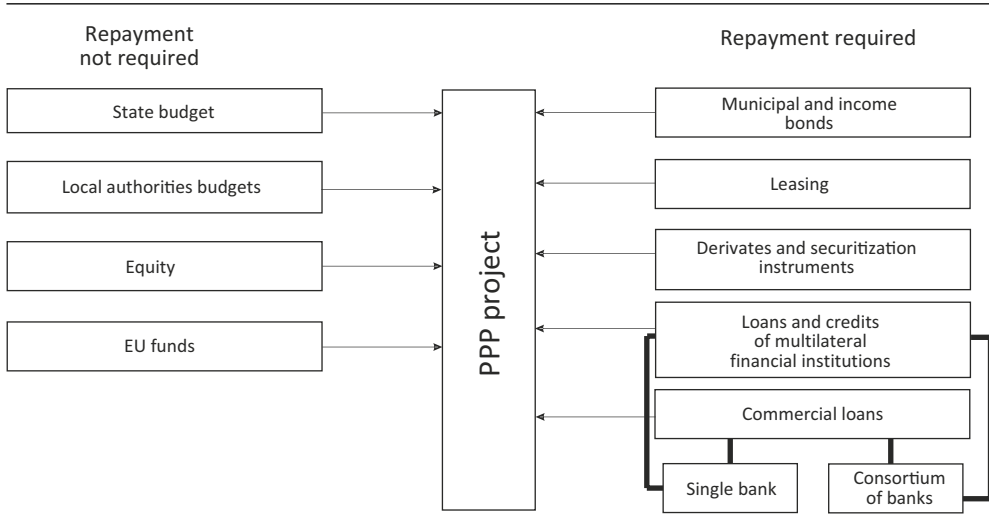 Repayment
not required
State budget
Local authorities budgets
Equity
EU funds
PPP project
Repayment required
Municipal and income
bonds
Leasing
Derivates and securitization
instruments
Loans and credits
of multilateral
financial institutions
Commercial loans
Single bank
Consortium
of banks